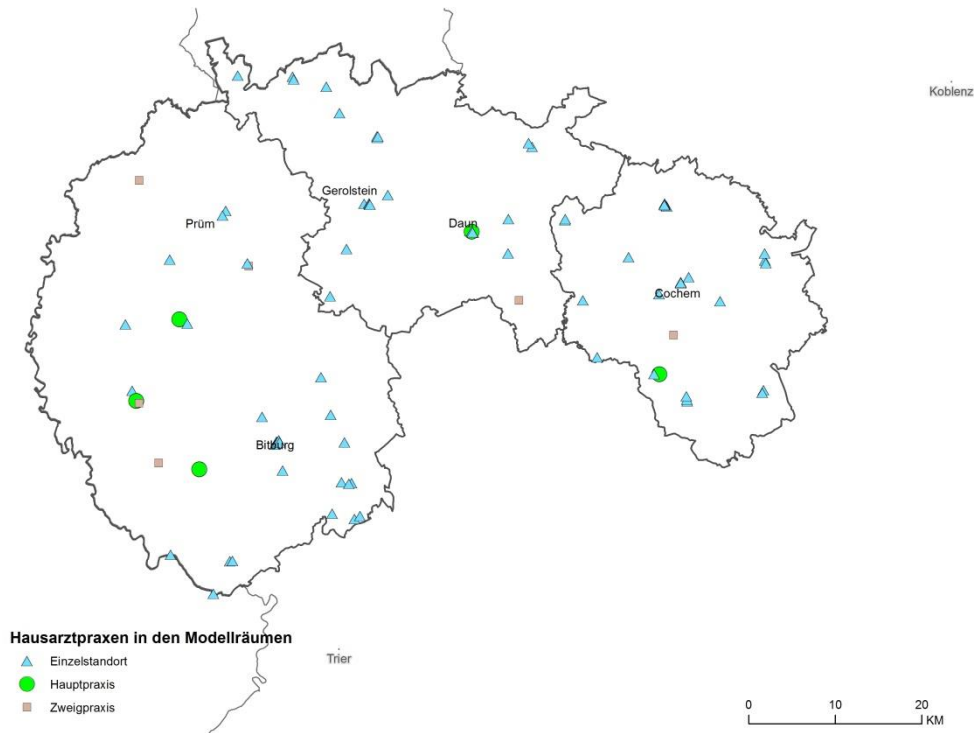 Koblenz
Gerolstein
Prüm
Daun
Cochem
Bitburg
Hausarztpraxen in den Modellräumen
Einzelstandort
Hauptpraxis
Zweigpraxis
Trier
0 10 20
KM